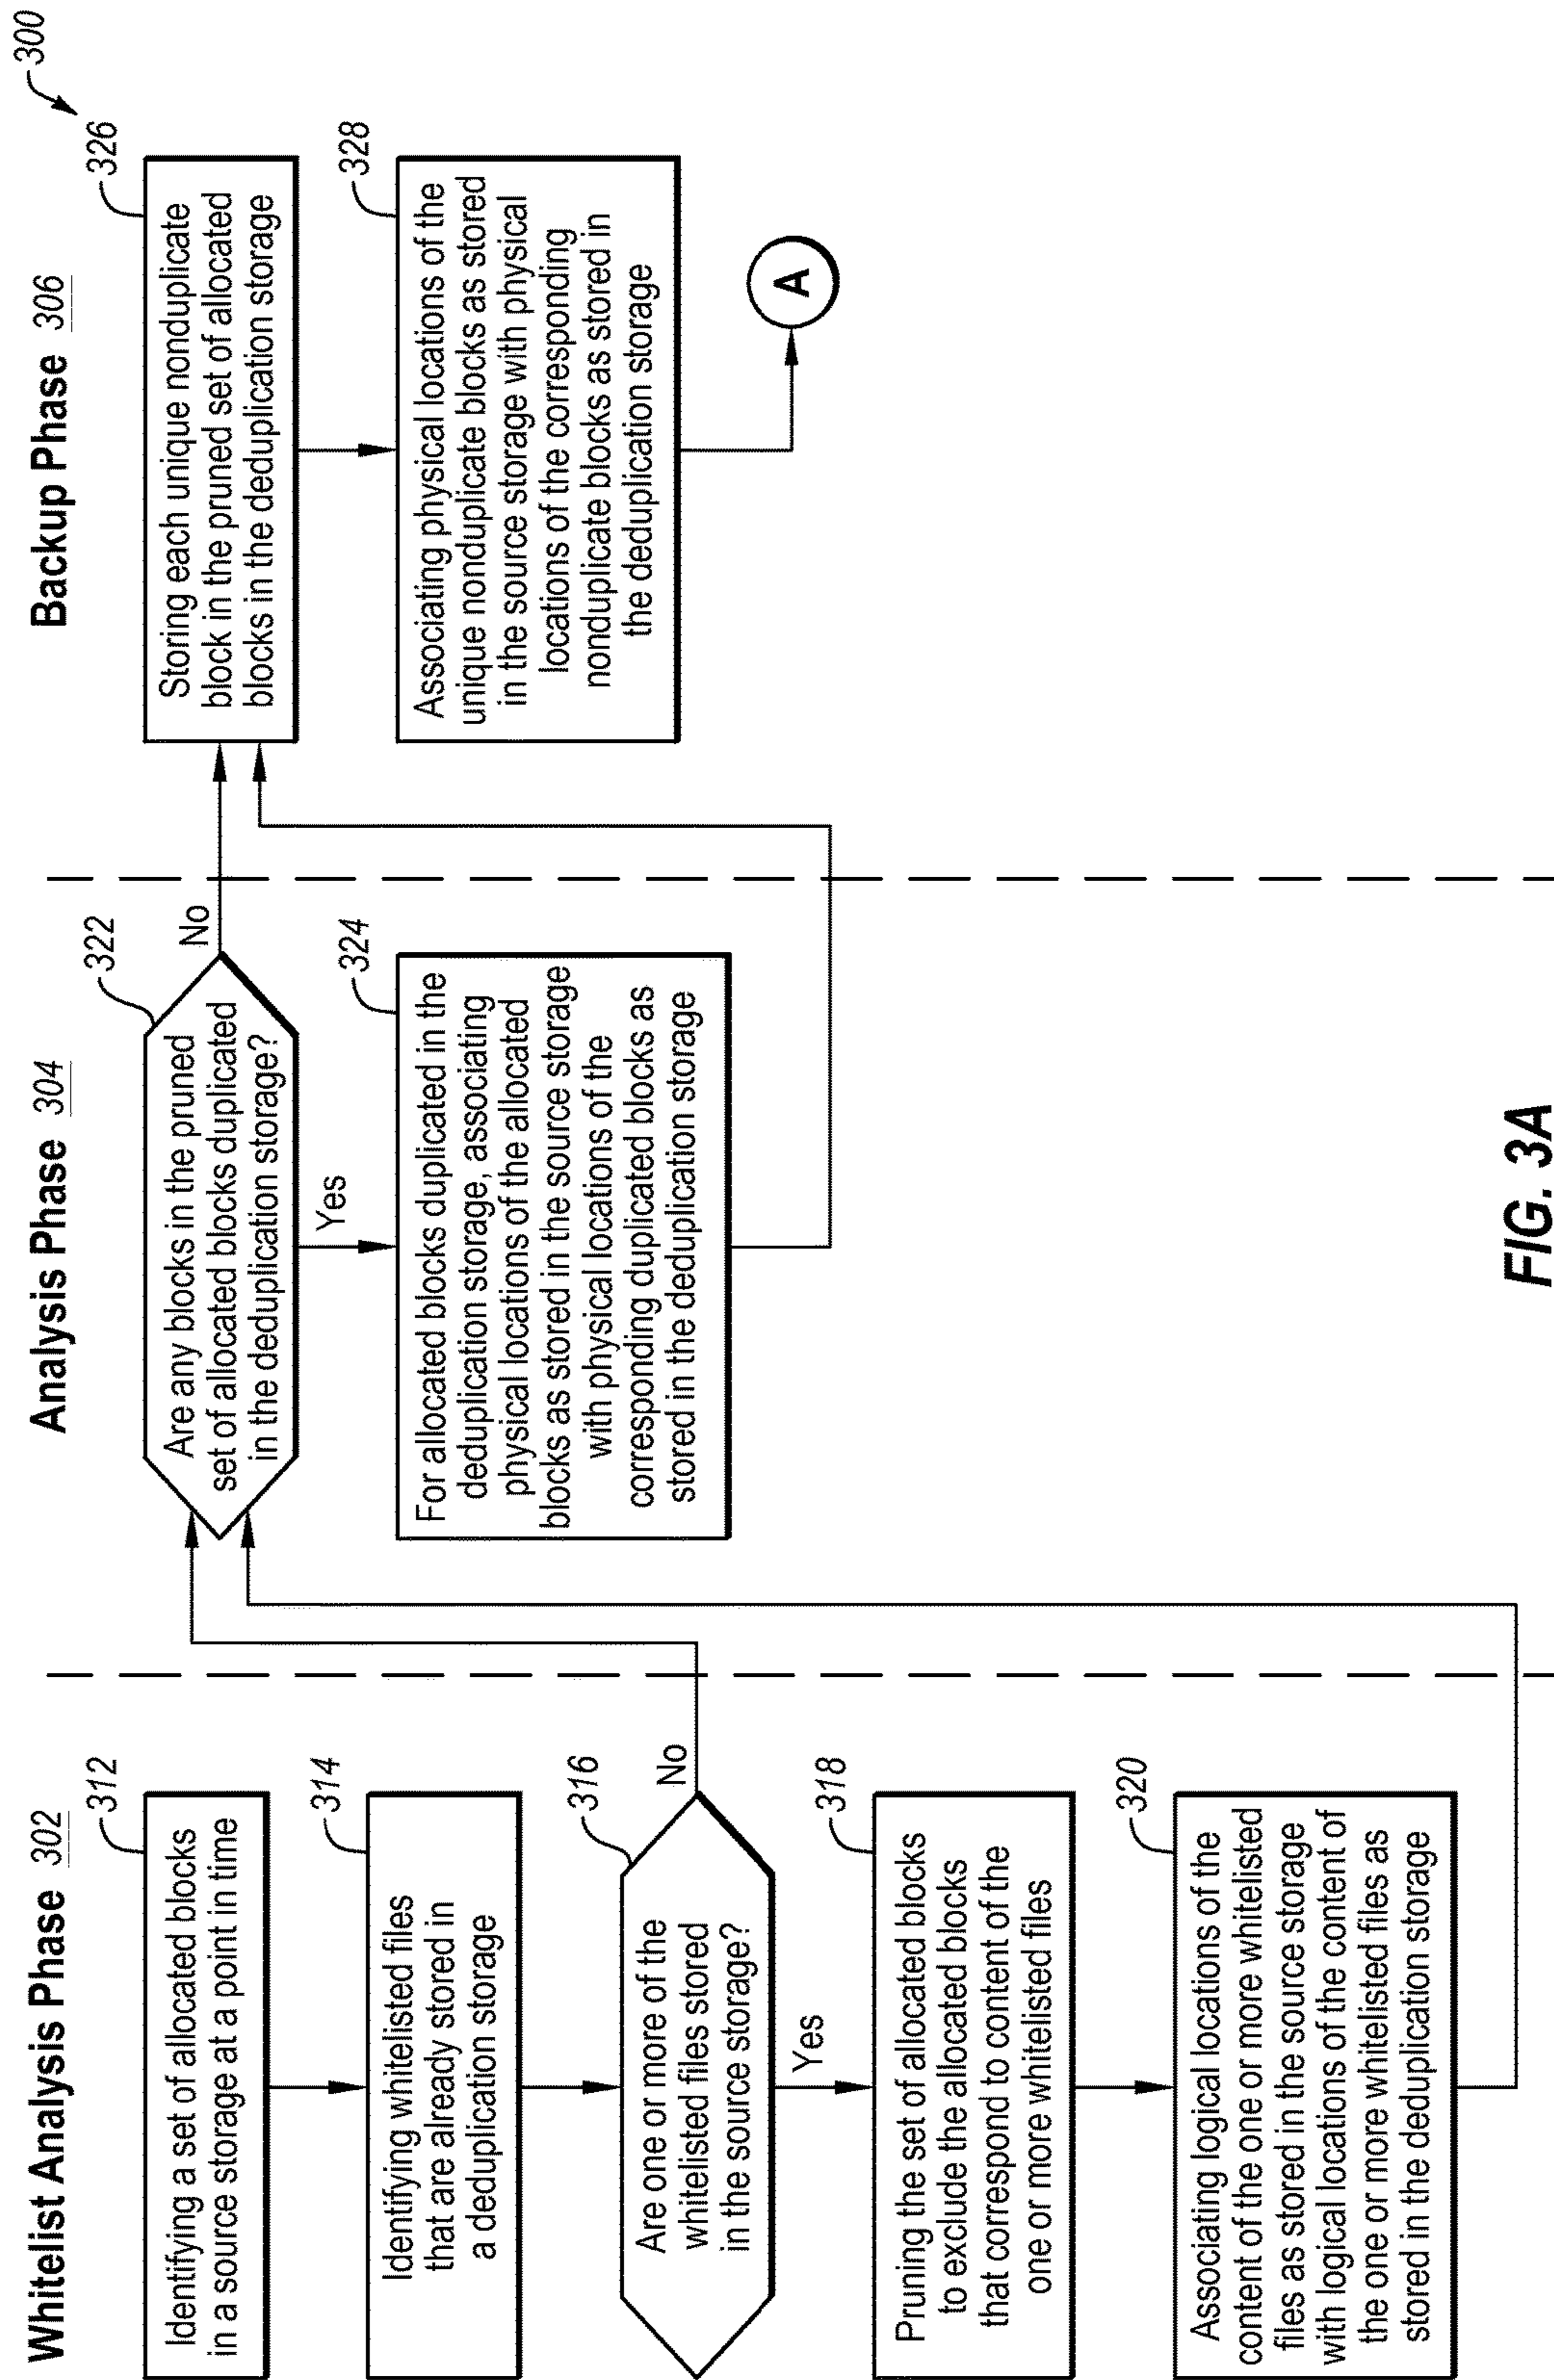 300
Whitelist Analysis Phase 302
312
Identifying a set of allocated blocks
in a source storage at a point in time
314
Identifying whitelisted files
that are already stored in
a deduplication storage
316
Are one or more of the
whitelisted files stored
in the source storage?
No
Yes
318
Pruning the set of allocated blocks
to exclude the allocated blocks
that correspond to content of the
one or more whitelisted files
320
Associating logical locations of the
content of the one or more whitelisted
files as stored in the source storage
with logical locations of the content of
the one or more whitelisted files as
stored in the deduplication storage
Analysis Phase 304
322
Are any blocks in the pruned
set of allocated blocks duplicated
in the deduplication storage?
No
Yes
324
For allocated blocks duplicated in the
deduplication storage, associating
physical locations of the allocated
blocks as stored in the source storage
with physical locations of the
corresponding duplicated blocks as
stored in the deduplication storage
Backup Phase 306
326
Storing each unique nonduplicate
block in the pruned set of allocated
blocks in the deduplication storage
328
Associating physical locations of the
unique nonduplicate blocks as stored
in the source storage with physical
locations of the corresponding
nonduplicate blocks as stored in
the deduplication storage
A
FIG. 3A